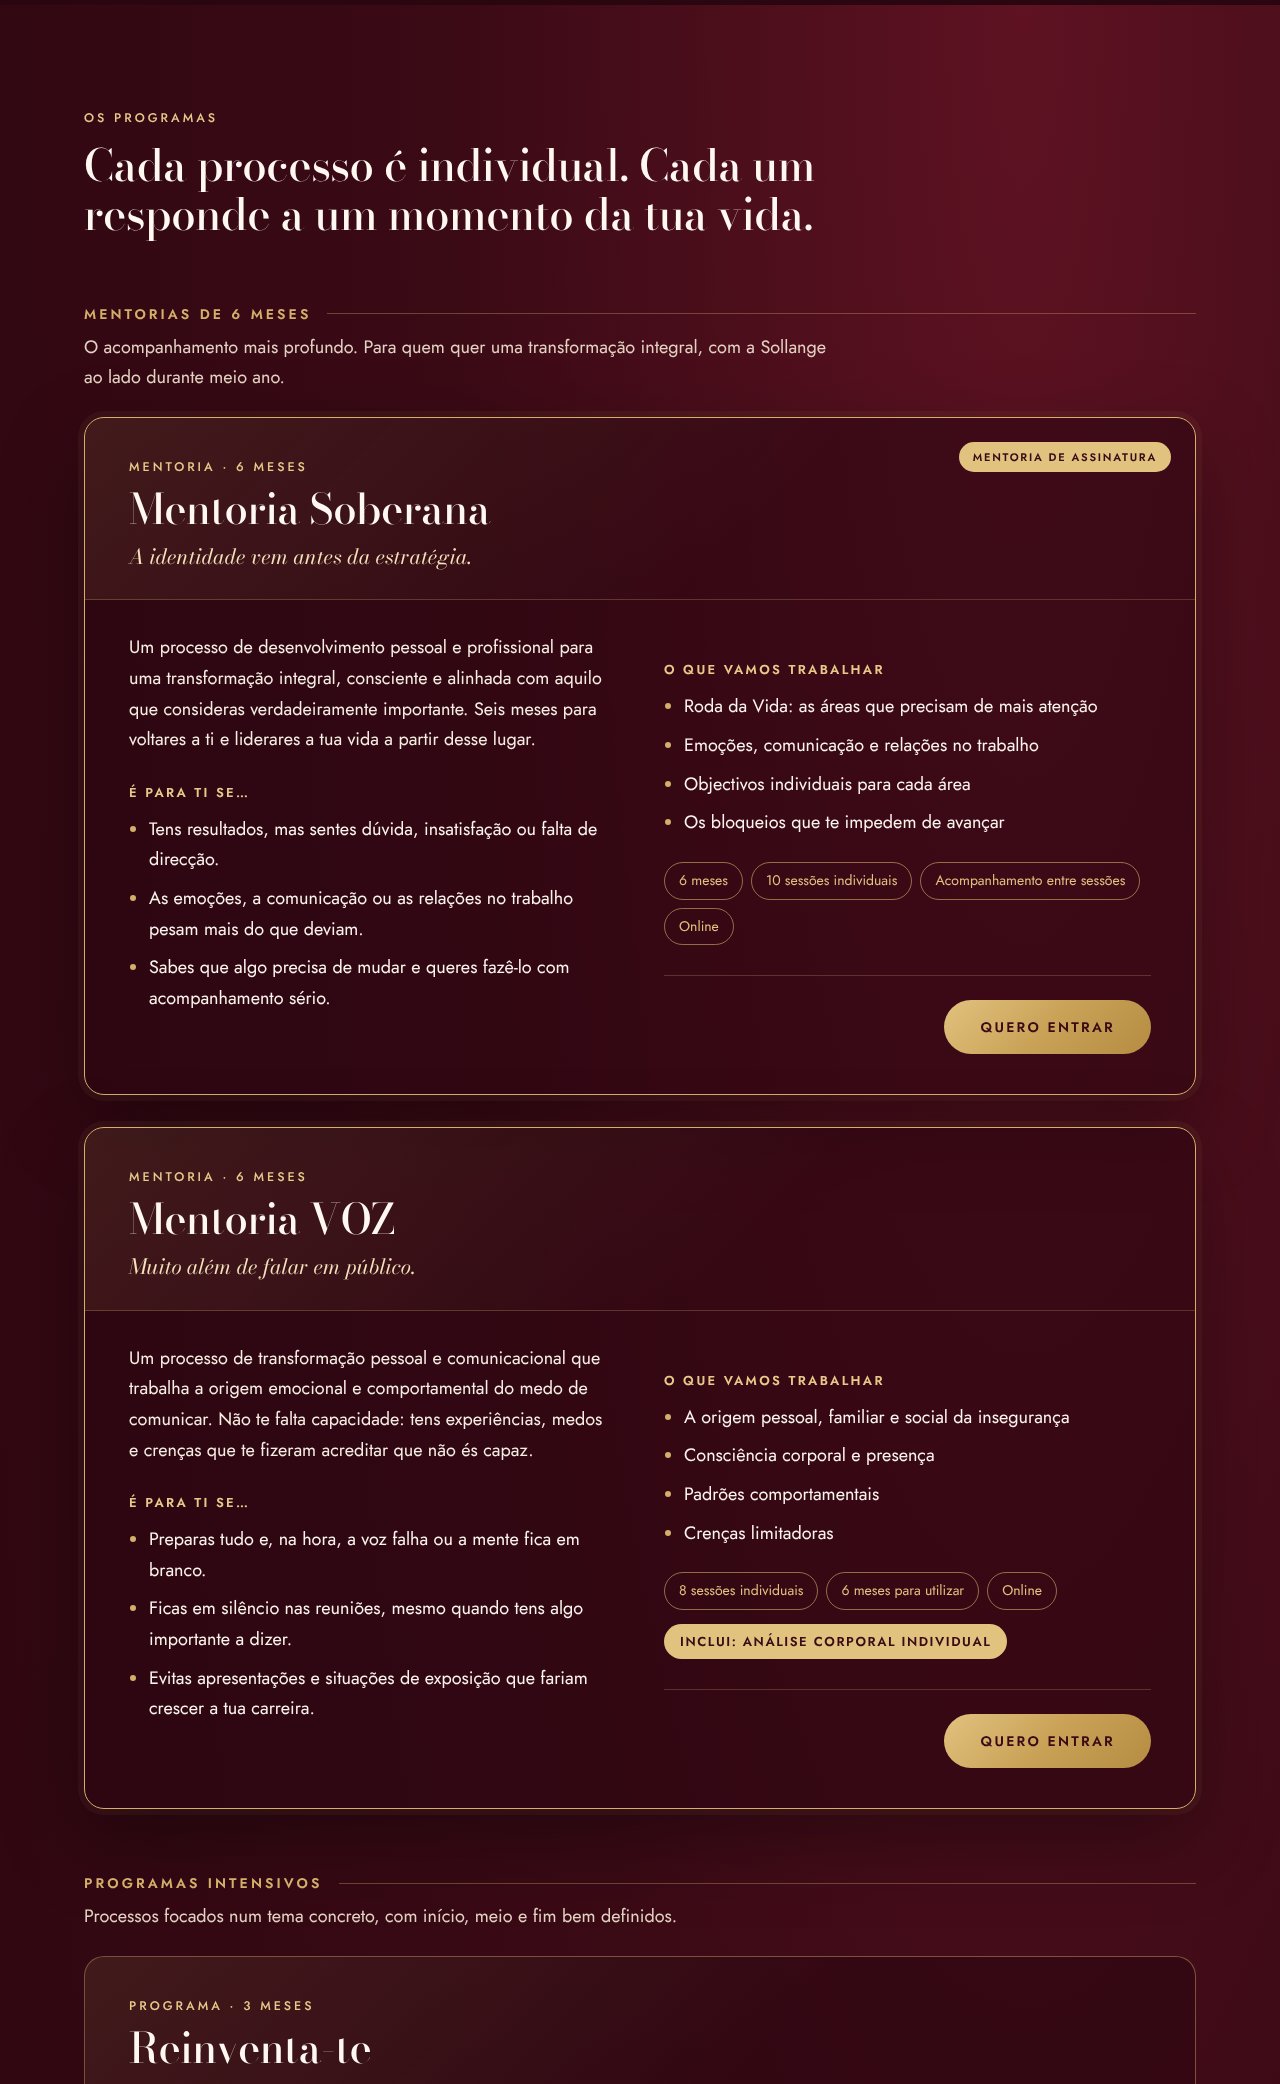 OS PROGRAMAS
Cada processo é individual. Cada um
responde a um momento da tua vida.
MENTORIAS DE 6 MESES
O acompanhamento mais profundo. Para quem quer uma transformação integral, com a Sollange
ao lado durante meio ano.
MENTORIA DE ASSINATURA
MENTORIA · 6 MESES
Mentoria Soberana
A identidade vem antes da estratégia.
Um processo de desenvolvimento pessoal e profissional para
uma transformação integral, consciente e alinhada com aquilo
que consideras verdadeiramente importante. Seis meses para
voltares a ti e liderares a tua vida a partir desse lugar.
É PARA TI SE…
Tens resultados, mas sentes dúvida, insatisfação ou falta de
direcção.
As emoções, a comunicação ou as relações no trabalho
pesam mais do que deviam.
Sabes que algo precisa de mudar e queres fazê-lo com
acompanhamento sério.
O QUE VAMOS TRABALHAR
Roda da Vida: as áreas que precisam de mais atenção
Emoções, comunicação e relações no trabalho
Objectivos individuais para cada área
Os bloqueios que te impedem de avançar
6 meses
10 sessões individuais
Acompanhamento entre sessões
Online
QUERO ENTRAR
MENTORIA · 6 MESES
Mentoria VOZ
Muito além de falar em público.
Um processo de transformação pessoal e comunicacional que
trabalha a origem emocional e comportamental do medo de
comunicar. Não te falta capacidade: tens experiências, medos
e crenças que te fizeram acreditar que não és capaz.
É PARA TI SE…
Preparas tudo e, na hora, a voz falha ou a mente fica em
branco.
Ficas em silêncio nas reuniões, mesmo quando tens algo
importante a dizer.
Evitas apresentações e situações de exposição que fariam
crescer a tua carreira.
O QUE VAMOS TRABALHAR
A origem pessoal, familiar e social da insegurança
Consciência corporal e presença
Padrões comportamentais
Crenças limitadoras
8 sessões individuais
6 meses para utilizar
Online
INCLUI: ANÁLISE CORPORAL INDIVIDUAL
QUERO ENTRAR
PROGRAMAS INTENSIVOS
Processos focados num tema concreto, com início, meio e fim bem definidos.
PROGRAMA · 3 MESES
Reinventa-te